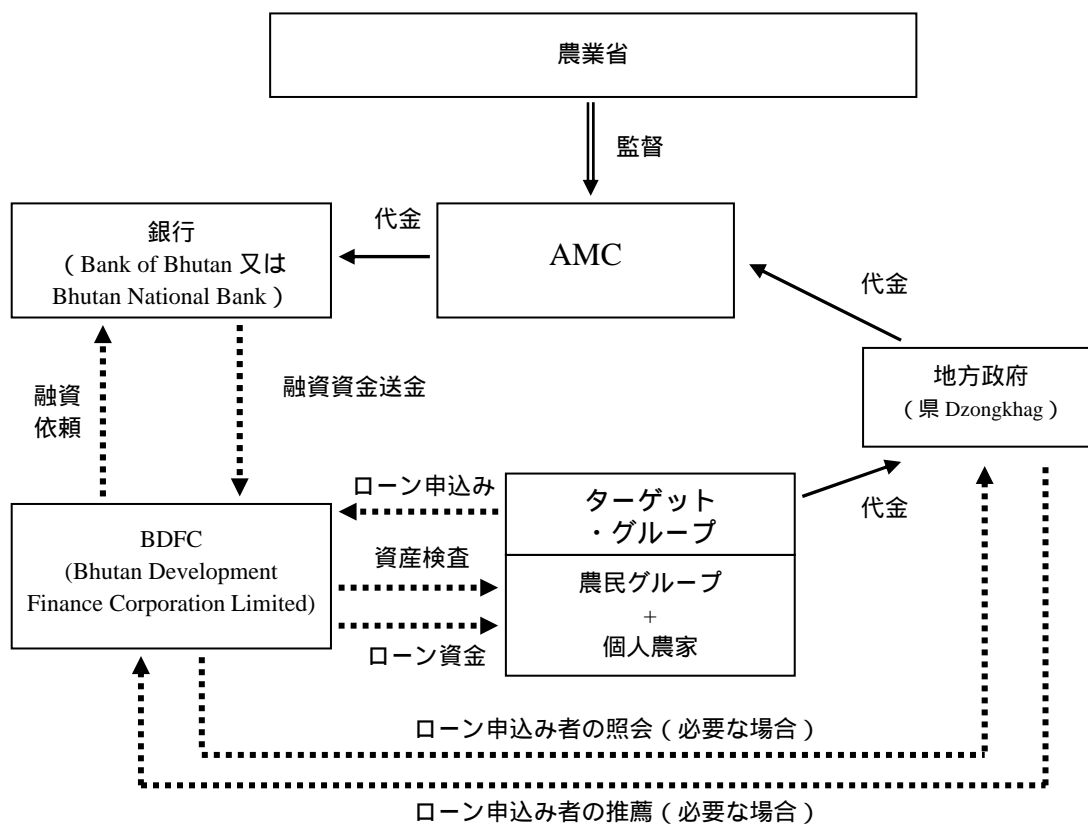 農業省
監督
銀行
（Bank of Bhutan 又は
Bhutan National Bank）
代金
AMC
代金
地方政府
（県 Dzongkhag）
融資
依頼
融資資金送金
ローン申込み
ターゲット
・グループ
代金
BDFC
(Bhutan Development
Finance Corporation Limited)
資産検査
農民グループ
+
個人農家
ローン資金
ローン申込み者の照会（必要な場合）
ローン申込み者の推薦（必要な場合）